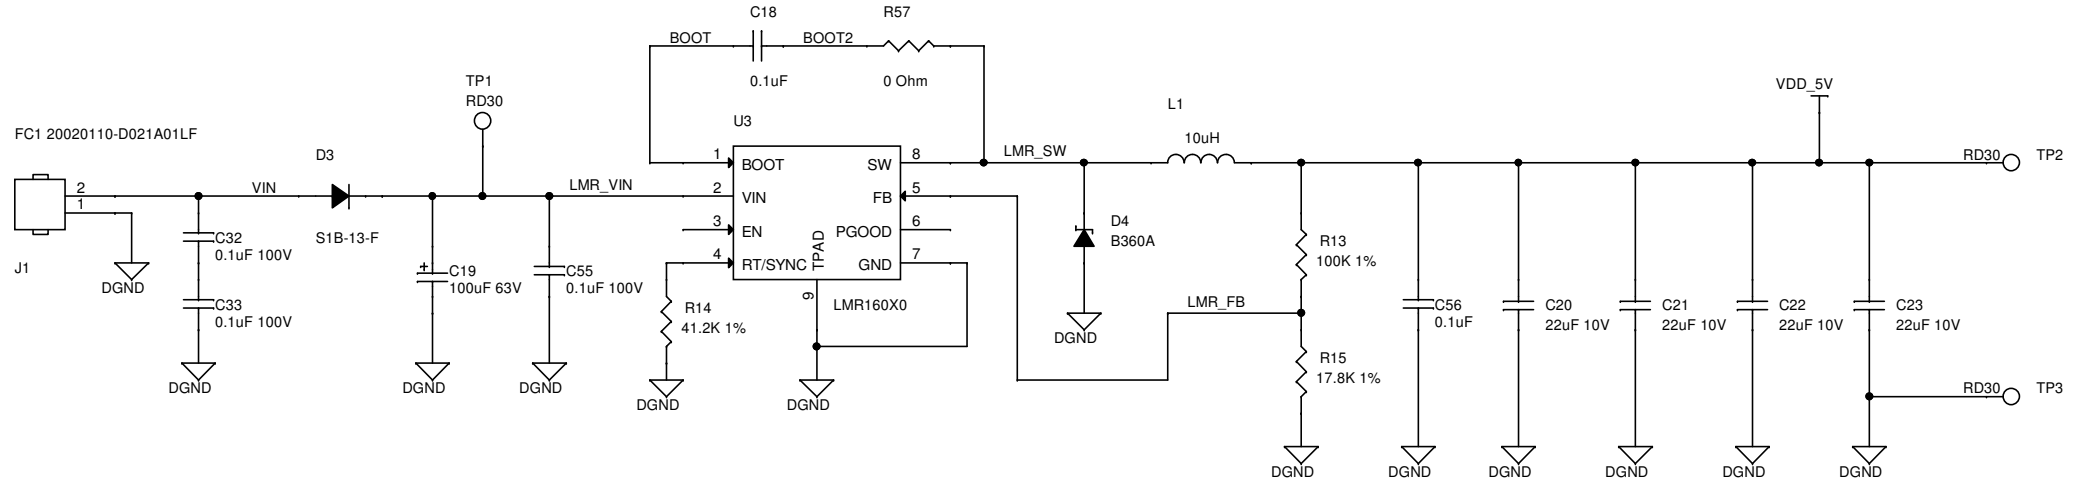 C18
R57
BOOT
BOOT2
0.1uF
0 Ohm
TP1
RD30
VDD_5V
L1
U3
FC1 20020110-D021A01LF
10uH
D3
1
BOOT
SW
8
LMR_SW
RD30
TP2
2
VIN
LMR_VIN
2
VIN
FB
5
1
3
EN
PGOOD
6
D4
B360A
C32
0.1uF 100V
S1B-13-F
R13
100K 1%
J1
DGND
+
C19
100uF 63V
C55
0.1uF 100V
4
RT/SYNC
TPAD
GND
7
9
LMR160X0
C33
0.1uF 100V
R14
41.2K 1%
DGND
LMR_FB
C56
0.1uF
C20
22uF 10V
C21
22uF 10V
C22
22uF 10V
C23
22uF 10V
R15
17.8K 1%
DGND
DGND
DGND
DGND
DGND
RD30
TP3
DGND
DGND
DGND
DGND
DGND
DGND